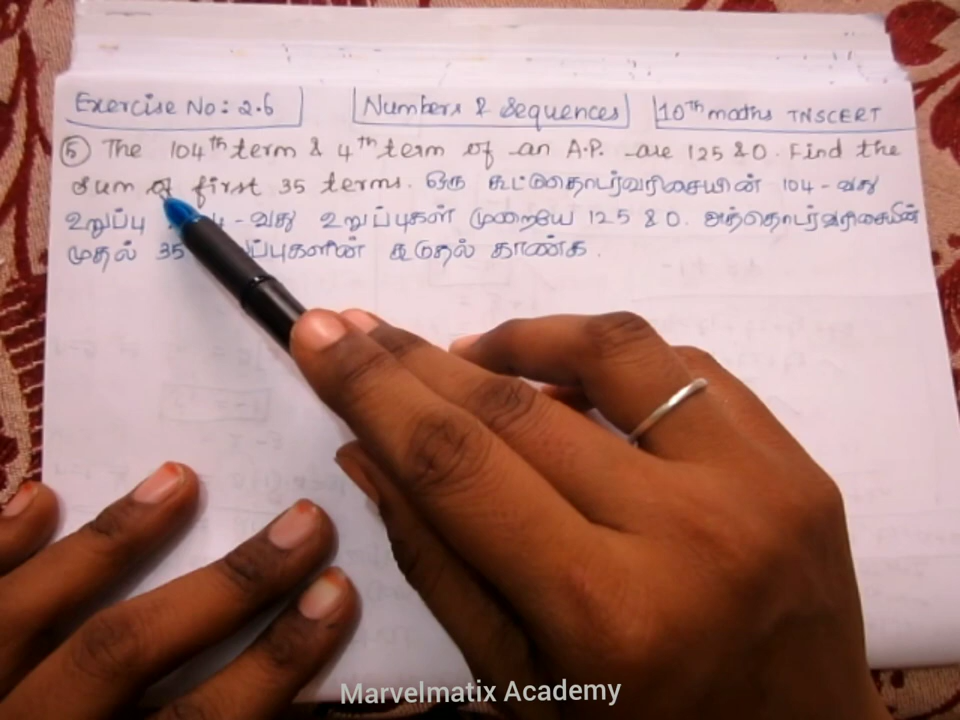 Exercise No: 2.6 Numbers & Sequences 10th maths TNSCERT
5 The 104th term & 4th term of an A.P. are 125 & 0. Find the
Sum of first 35 terms. ஒரு கூட்டுதொடர்வரிசையின் 104-வது
உறுப்பு 4-வது உறுப்புகள் முறையே 125 & 0. அத்தொடர்வரிசையின்
முதல் 35 ப்புகளின் கூடுதல் காண்க.
Marvelmatix Academy